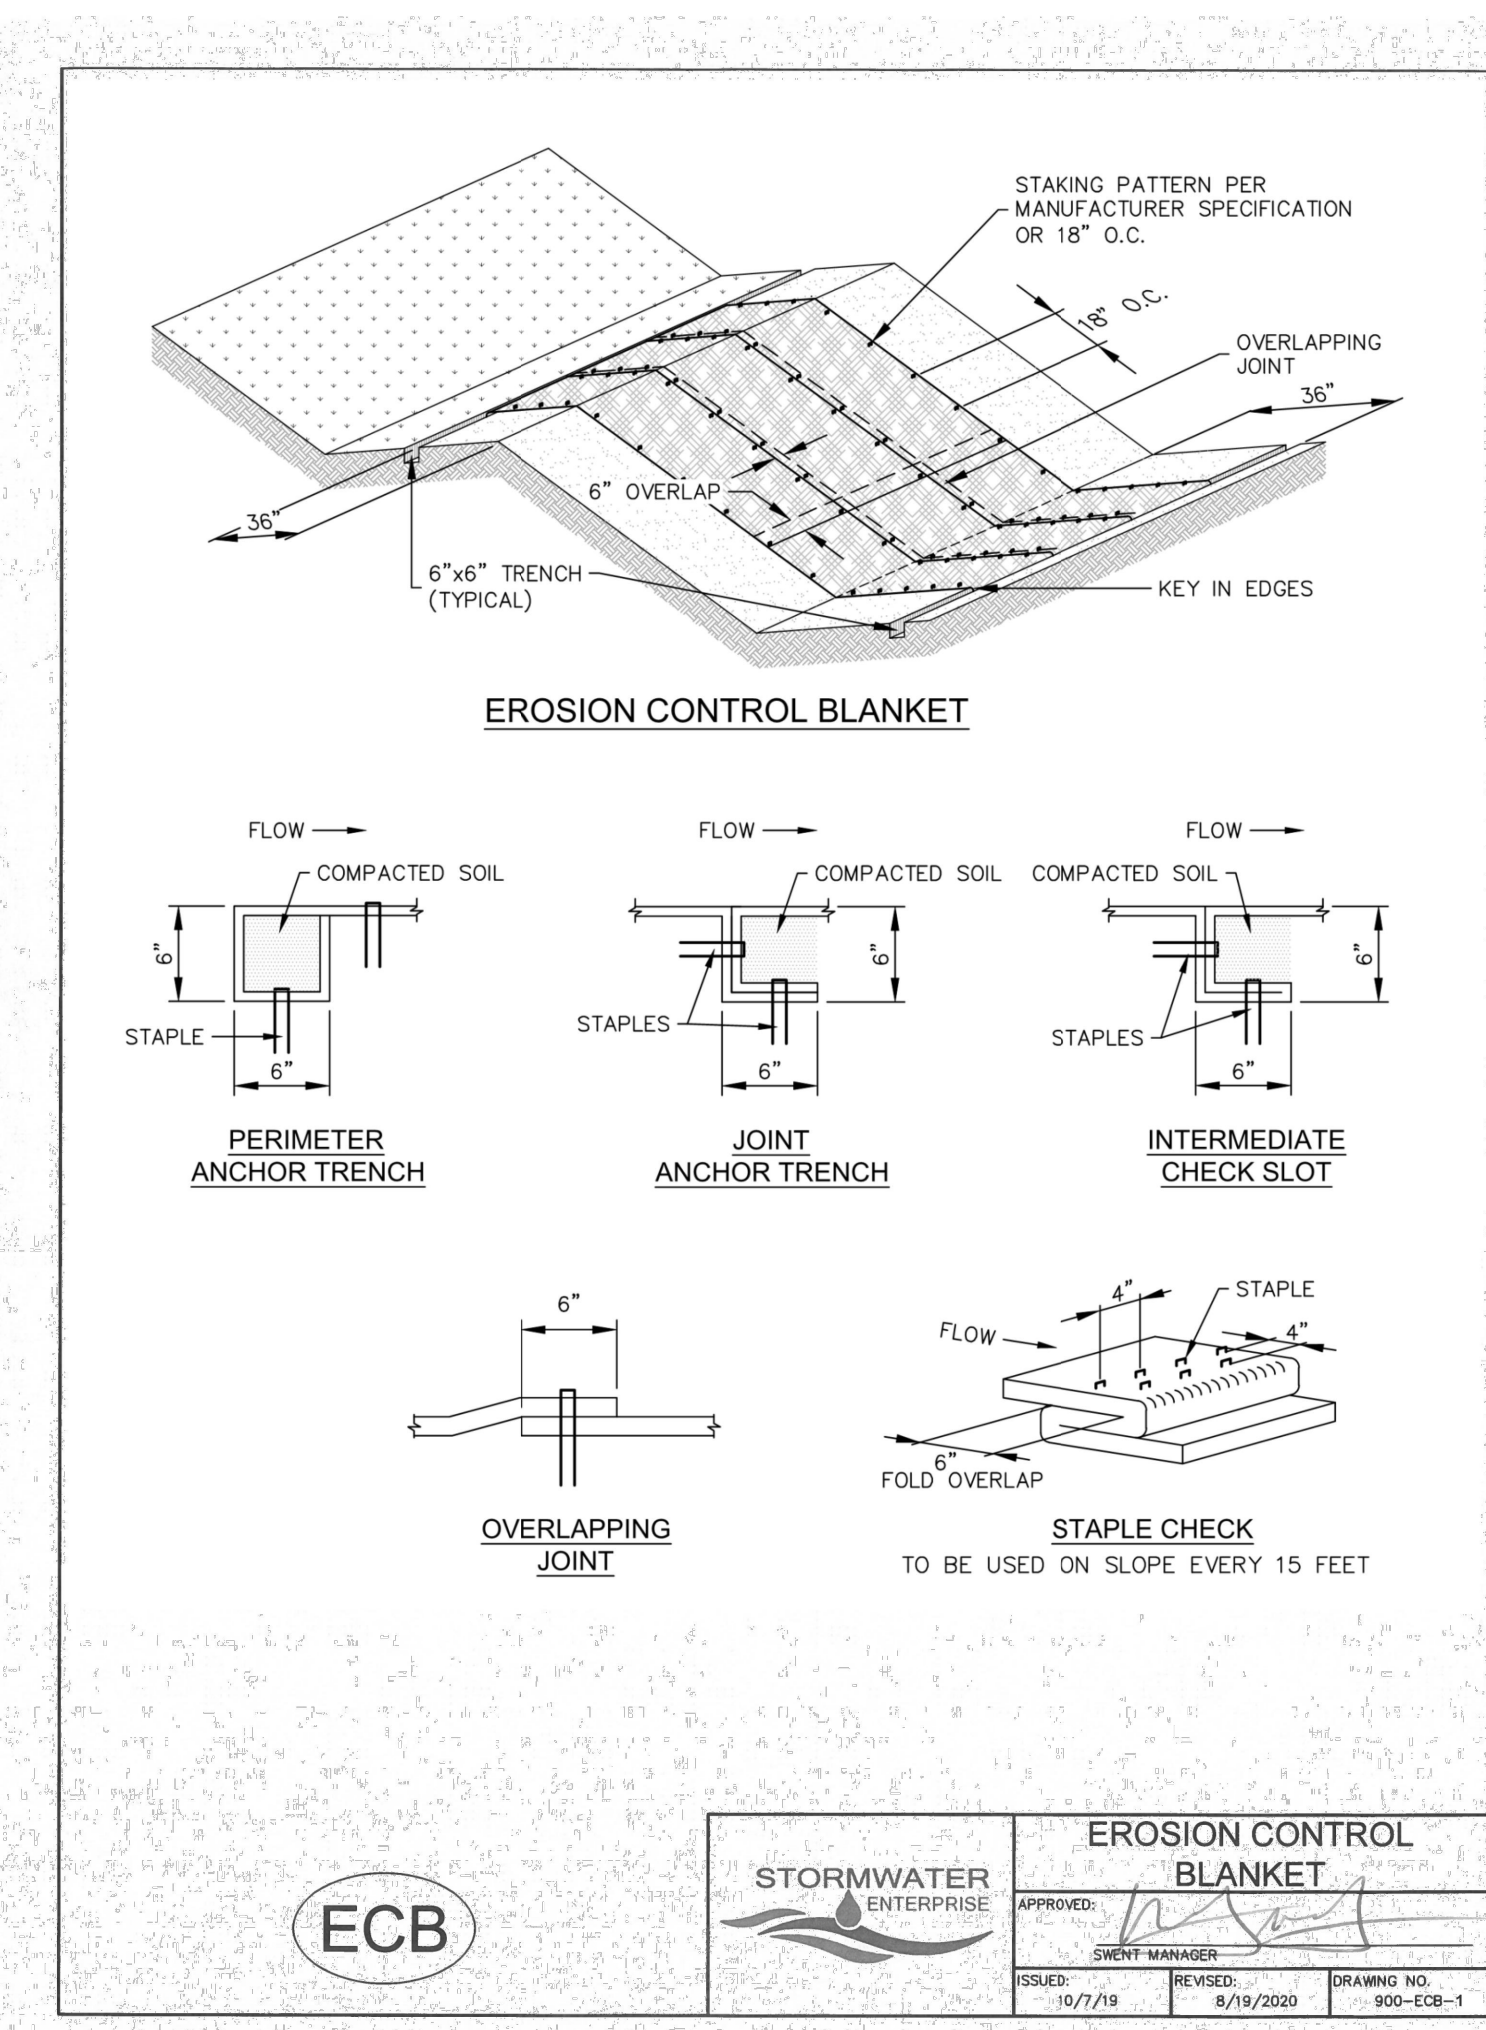 STAKING PATTERN PER
MANUFACTURER SPECIFICATION
OR 18” O.C.
18” O.C.
OVERLAPPING
JOINT
36”
6” OVERLAP
36”
6”x6” TRENCH
(TYPICAL)
KEY IN EDGES
EROSION CONTROL BLANKET
FLOW
COMPACTED SOIL
6”
STAPLE
6”
PERIMETER
ANCHOR TRENCH
FLOW
COMPACTED SOIL
6”
STAPLES
6”
JOINT
ANCHOR TRENCH
FLOW
COMPACTED SOIL
6”
STAPLES
6”
INTERMEDIATE
CHECK SLOT
6”
OVERLAPPING
JOINT
4”
STAPLE
FLOW
4”
6”
FOLD OVERLAP
STAPLE CHECK
TO BE USED ON SLOPE EVERY 15 FEET
ECB
STORMWATER
ENTERPRISE
EROSION CONTROL
BLANKET
APPROVED:
SWENT MANAGER
ISSUED:
10/7/19
REVISED:
8/19/2020
DRAWING NO.
900-ECB-1